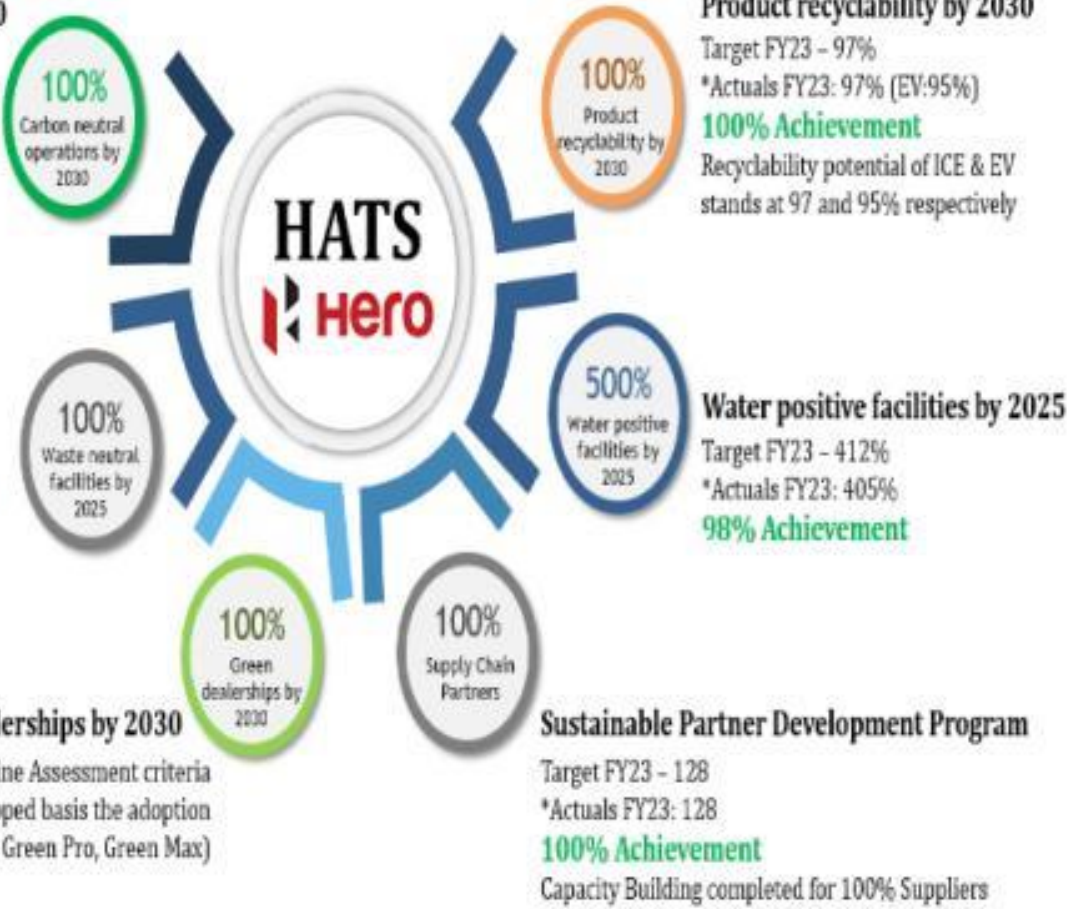 0
100%
Carbon neutral
operations by
2030
100%
Product
recyclability by
2030
Product recyclability by 2030
Target FY23 – 97%
*Actuals FY23: 97% (EV:95%)
100% Achievement
Recyclability potential of ICE & EV
stands at 97 and 95% respectively
HATS
Hero
100%
Waste neutral
facilities by
2025
500%
Water positive
facilities by
2025
Water positive facilities by 2025
Target FY23 – 412%
*Actuals FY23: 405%
98% Achievement
100%
Green
dealerships by
2030
100%
Supply Chain
Partners
lerships by 2030
ine Assessment criteria
ped basis the adoption
Green Pro, Green Max)
Sustainable Partner Development Program
Target FY23 – 128
*Actuals FY23: 128
100% Achievement
Capacity Building completed for 100% Suppliers